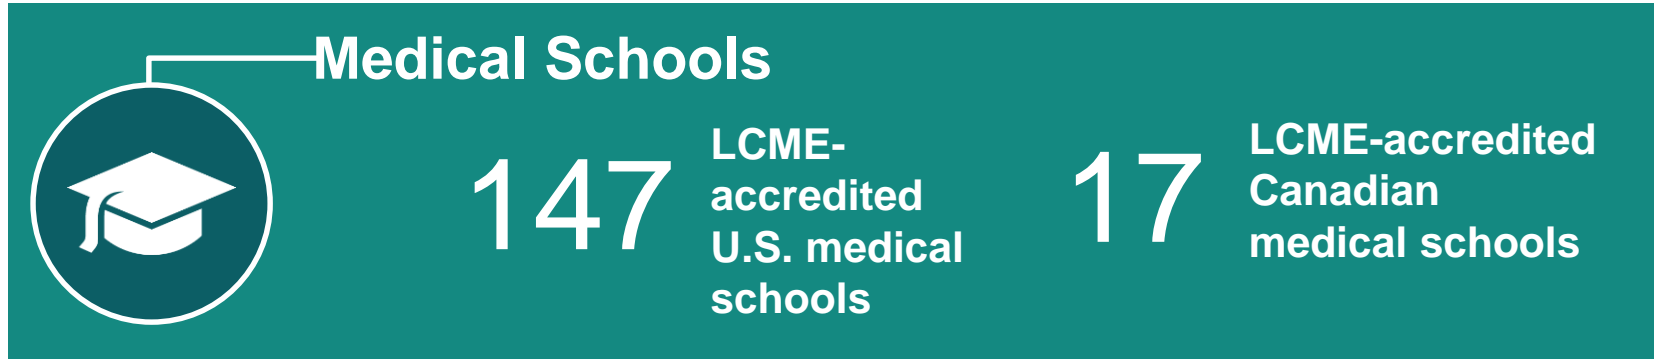 Medical Schools
147
LCME-
accredited
U.S. medical
schools
17
LCME-accredited
Canadian
medical schools